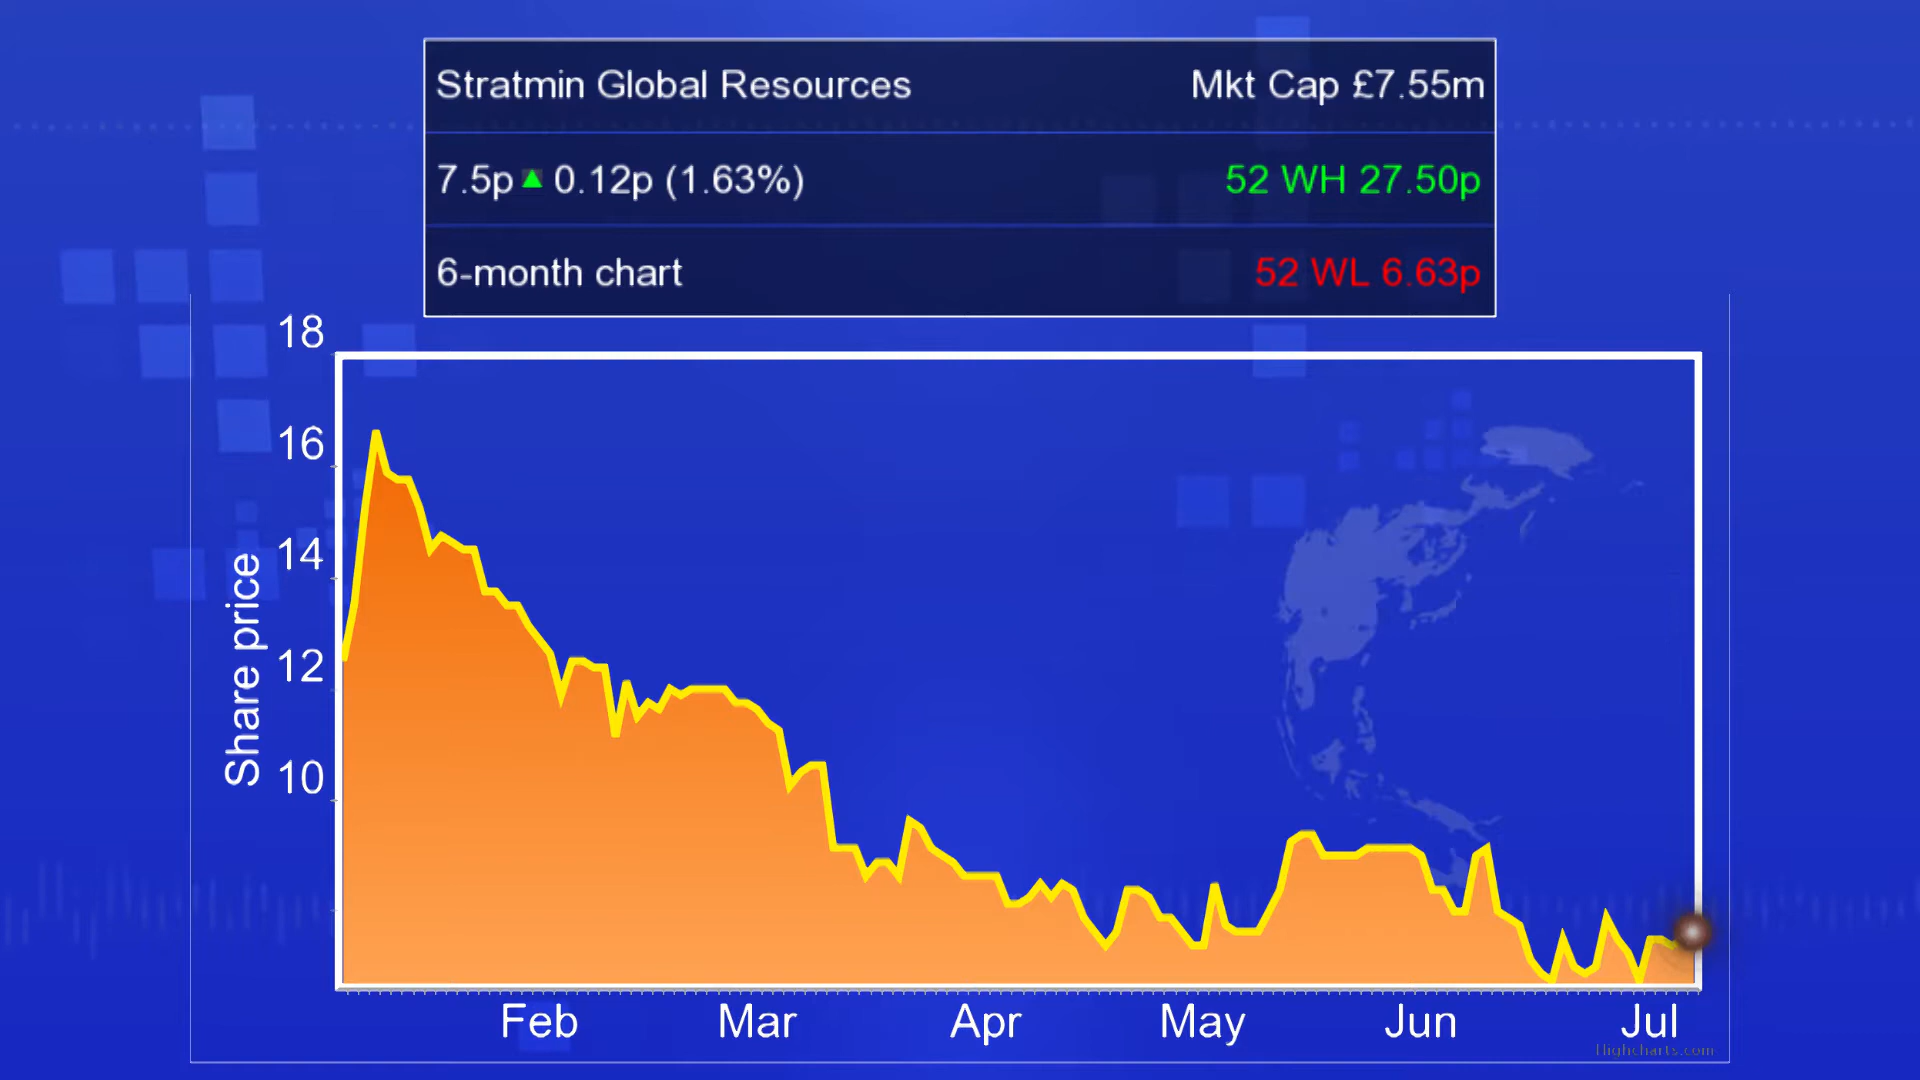 Stratmin Global Resources Mkt Cap £7.55m
7.5p ▲ 0.12p (1.63%) 52 WH 27.50p
6-month chart 52 WL 6.63p
18
16
14
12
10
Share price
Feb Mar Apr May Jun Jul
Highcharts.com